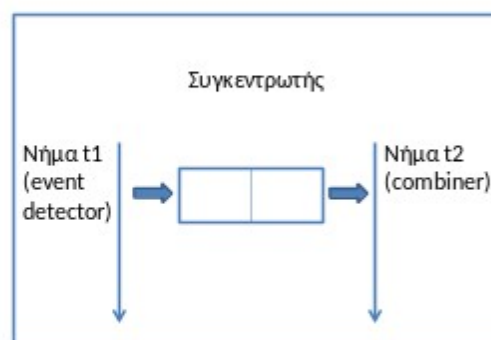 Συγκεντρωτής
Νήμα t1
(event
detector)
Νήμα t2
(combiner)